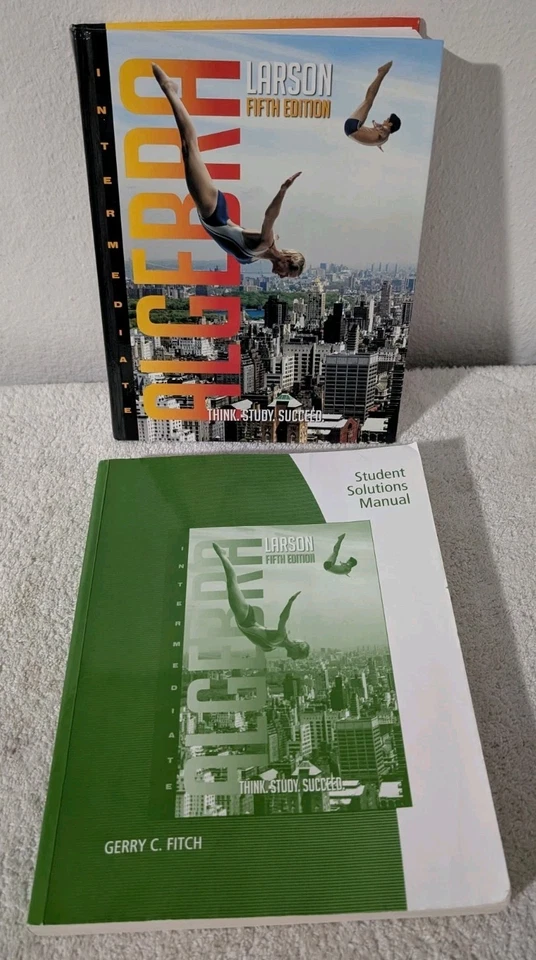 INTERMEDIATE
ALGEBRA
LARSON
FIFTH EDITION
THINK. STUDY. SUCCEED.
Student
Solutions
Manual
INTERMEDIATE
ALGEBRA
LARSON
FIFTH EDITION
THINK. STUDY. SUCCEED.
GERRY C. FITCH